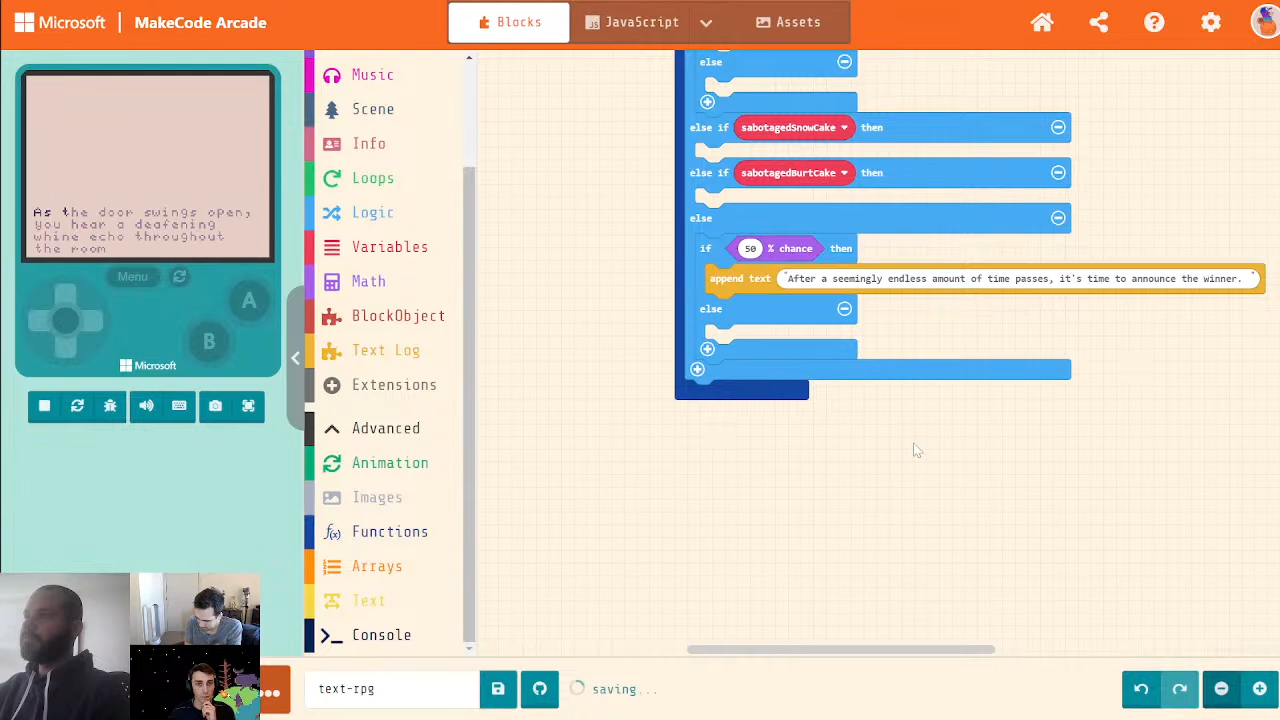 Microsoft
MakeCode Arcade
Blocks
JavaScript
Assets
As the door swings open,
you hear a deafening
whine echo throughout
the room
Menu
A
B
Microsoft
Music
Scene
Info
Loops
Logic
Variables
Math
BlockObject
Text Log
Extensions
Advanced
Animation
Images
Functions
Arrays
Text
Console
else
else if sabotagedSnowCake then
else if sabotagedBurtCake then
else
if 50 % chance then
append text "After a seemingly endless amount of time passes, it's time to announce the winner. "
else
text-rpg
saving...